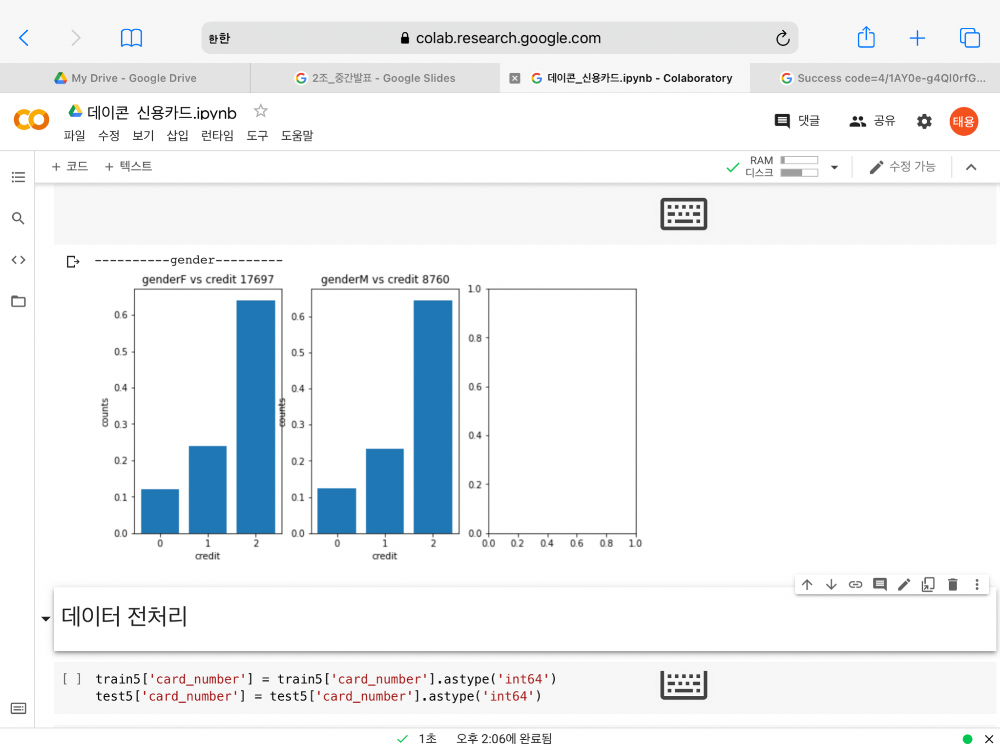 한한
colab.research.google.com
My Drive - Google Drive
2조_중간발표 - Google Slides
데이콘_신용카드.ipynb - Colaboratory
Success code=4/1AY0e-g4Ql0rfG...
데이콘_신용카드.ipynb
댓글
공유
태용
파일 수정 보기 삽입 런타임 도구 도움말
+ 코드 + 텍스트
RAM
디스크
수정 가능
----------gender---------
genderF vs credit 17697
genderM vs credit 8760
counts
0.6
0.5
0.4
0.3
0.2
0.1
0.0
0 1 2
credit
counts
0.6
0.5
0.4
0.3
0.2
0.1
0.0
0 1 2
credit
1.0
0.8
0.6
0.4
0.2
0.0
0.0 0.2 0.4 0.6 0.8 1.0
데이터 전처리
[ ] train5['card_number'] = train5['card_number'].astype('int64')
test5['card_number'] = test5['card_number'].astype('int64')
1초 오후 2:06에 완료됨